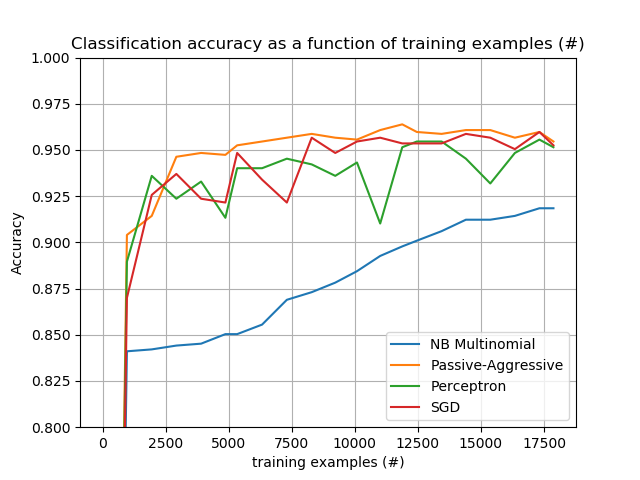 Classification accuracy as a function of training examples (#)
1.000
0.975
0.950
0.925
0.900
0.875
0.850
0.825
0.800
Accuracy
NB Multinomial
Passive-Aggressive
Perceptron
SGD
0 2500 5000 7500 10000 12500 15000 17500
training examples (#)